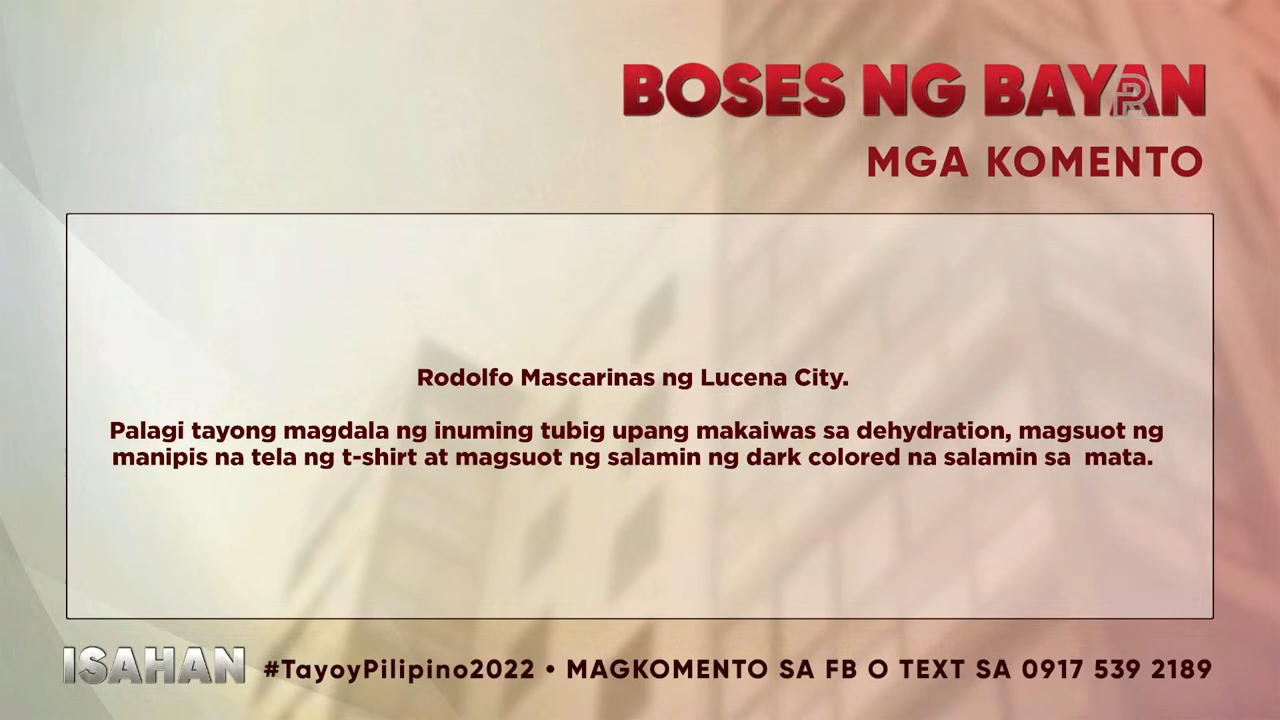 BOSES NG BAYAN
MGA KOMENTO
Rodolfo Mascarinas ng Lucena City.
Palagi tayong magdala ng inuming tubig upang makaiwas sa dehydration, magsuot ng
manipis na tela ng t-shirt at magsuot ng salamin ng dark colored na salamin sa  mata.
ISAHAN #TayoyPilipino2022 • MAGKOMENTO SA FB O TEXT SA 0917 539 2189